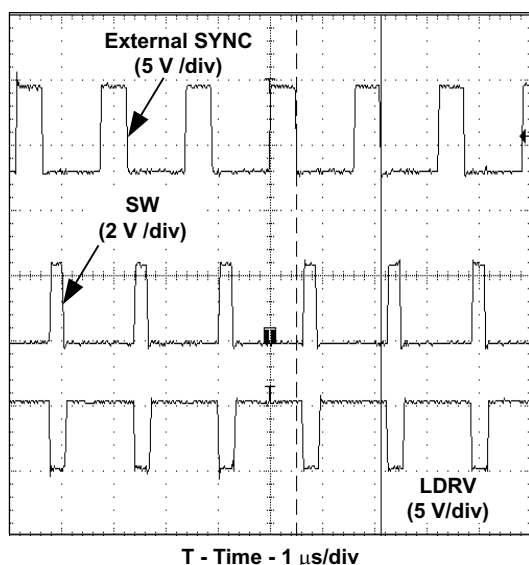 External SYNC
(5 V /div)
SW
(2 V /div)
T
T
LDRV
(5 V/div)
T - Time - 1 μs/div